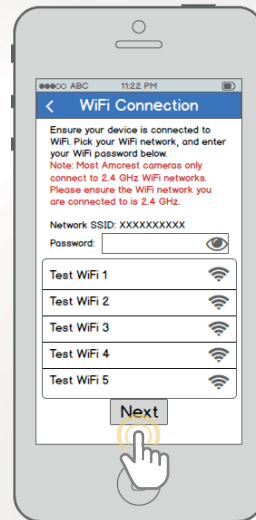 ABC 11:22 PM
WiFi Connection
Ensure your device is connected to
WiFi. Pick your WiFi network, and enter
your WiFi password below.
Note: Most Amcrest cameras only
connect to 2.4 GHz WiFi networks.
Please ensure the WiFi network you
are connected to is 2.4 GHz.
Network SSID: XXXXXXXXXX
Password:
Test WiFi 1
Test WiFi 2
Test WiFi 3
Test WiFi 4
Test WiFi 5
Next